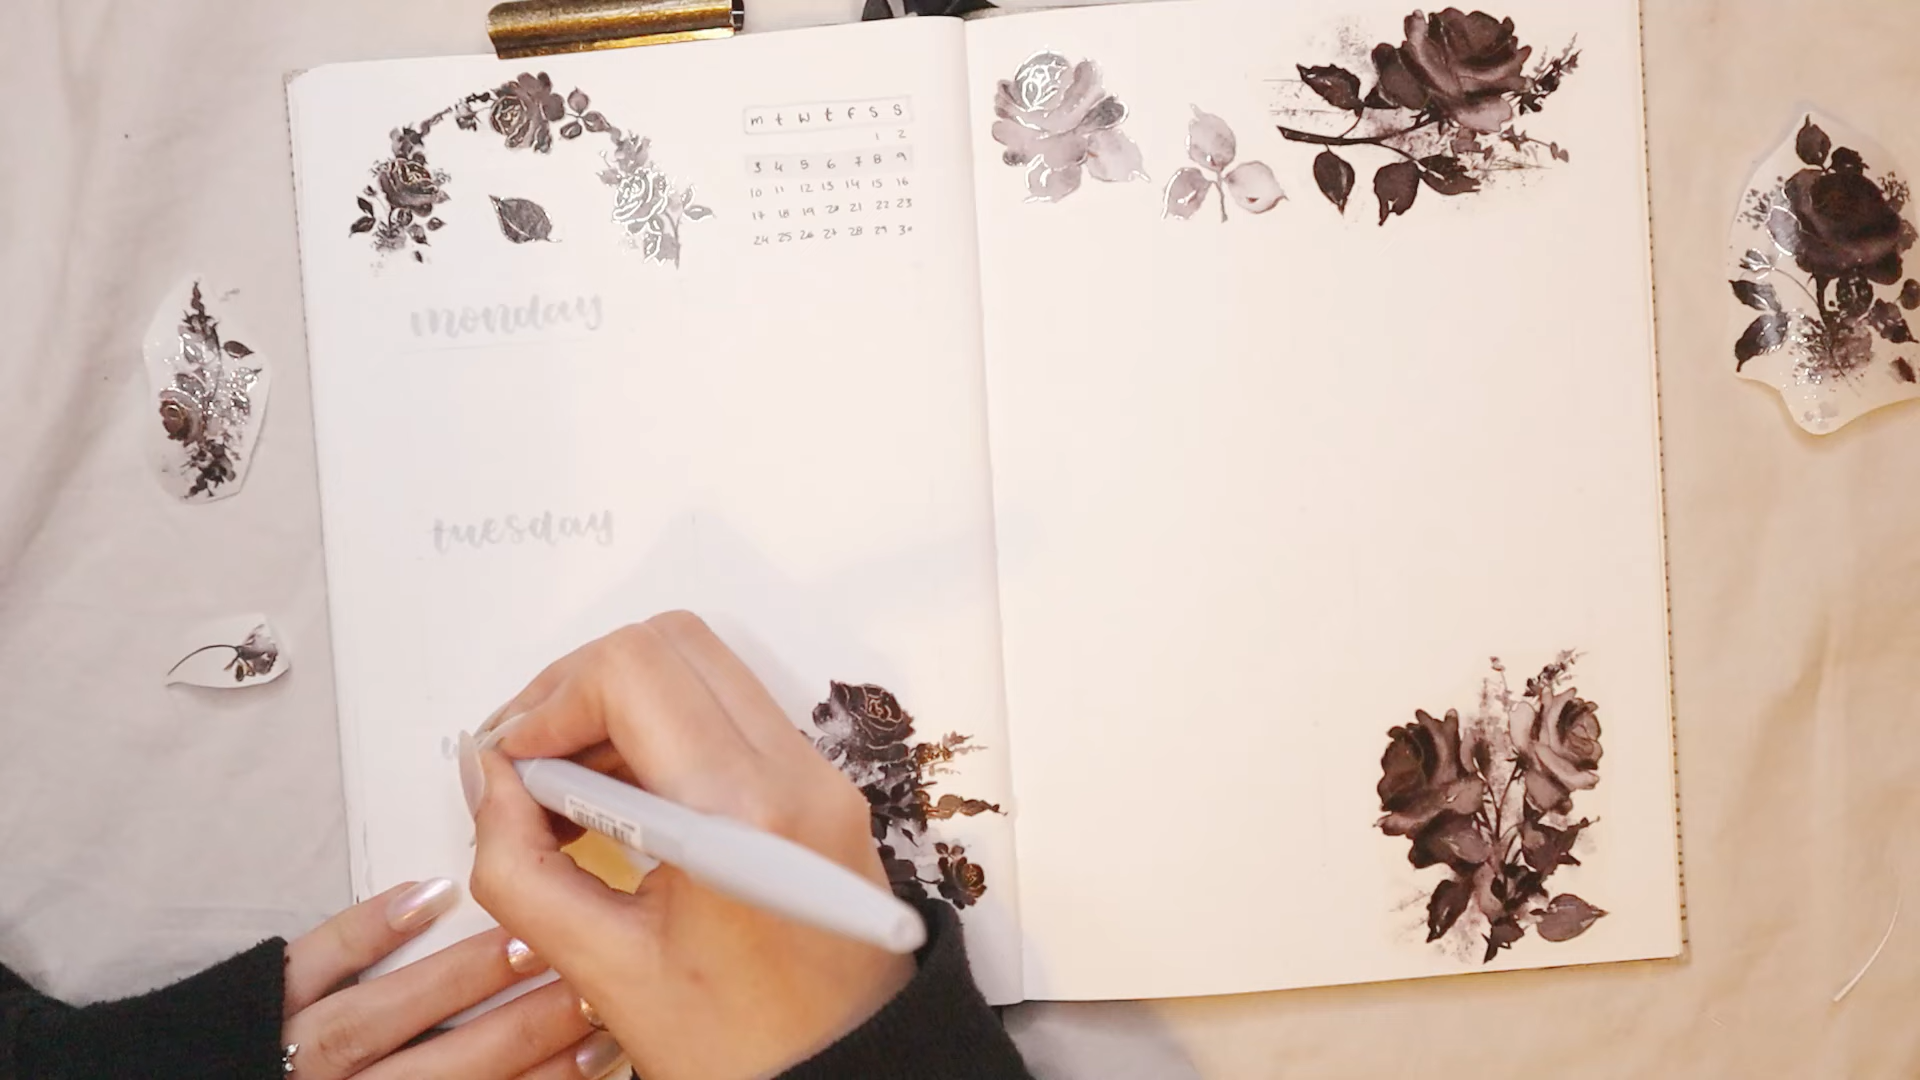 m t w t f s s
1 2
3 4 5 6 7 8 9
10 11 12 13 14 15 16
17 18 19 20 21 22 23
24 25 26 27 28 29 30
monday
tuesday